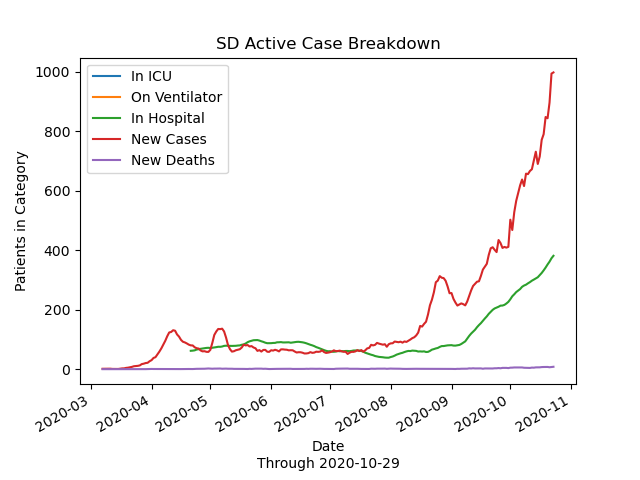 SD Active Case Breakdown
In ICU
On Ventilator
In Hospital
New Cases
New Deaths
Patients in Category
1000
800
600
400
200
0
2020-03
2020-04
2020-05
2020-06
2020-07
2020-08
2020-09
2020-10
2020-11
Date
Through 2020-10-29